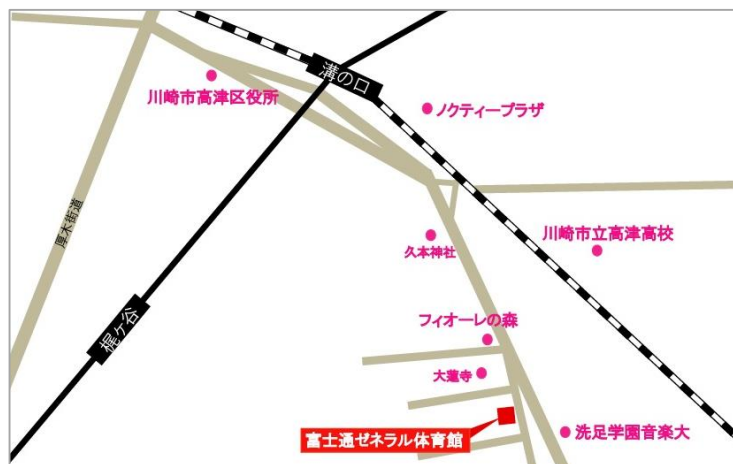 溝の口
川崎市高津区役所
ノクティープラザ
厚木街道
川崎市立高津高校
久本神社
梶ヶ谷
フィオーレの森
大蓮寺
富士通ゼネラル体育館
洗足学園音楽大